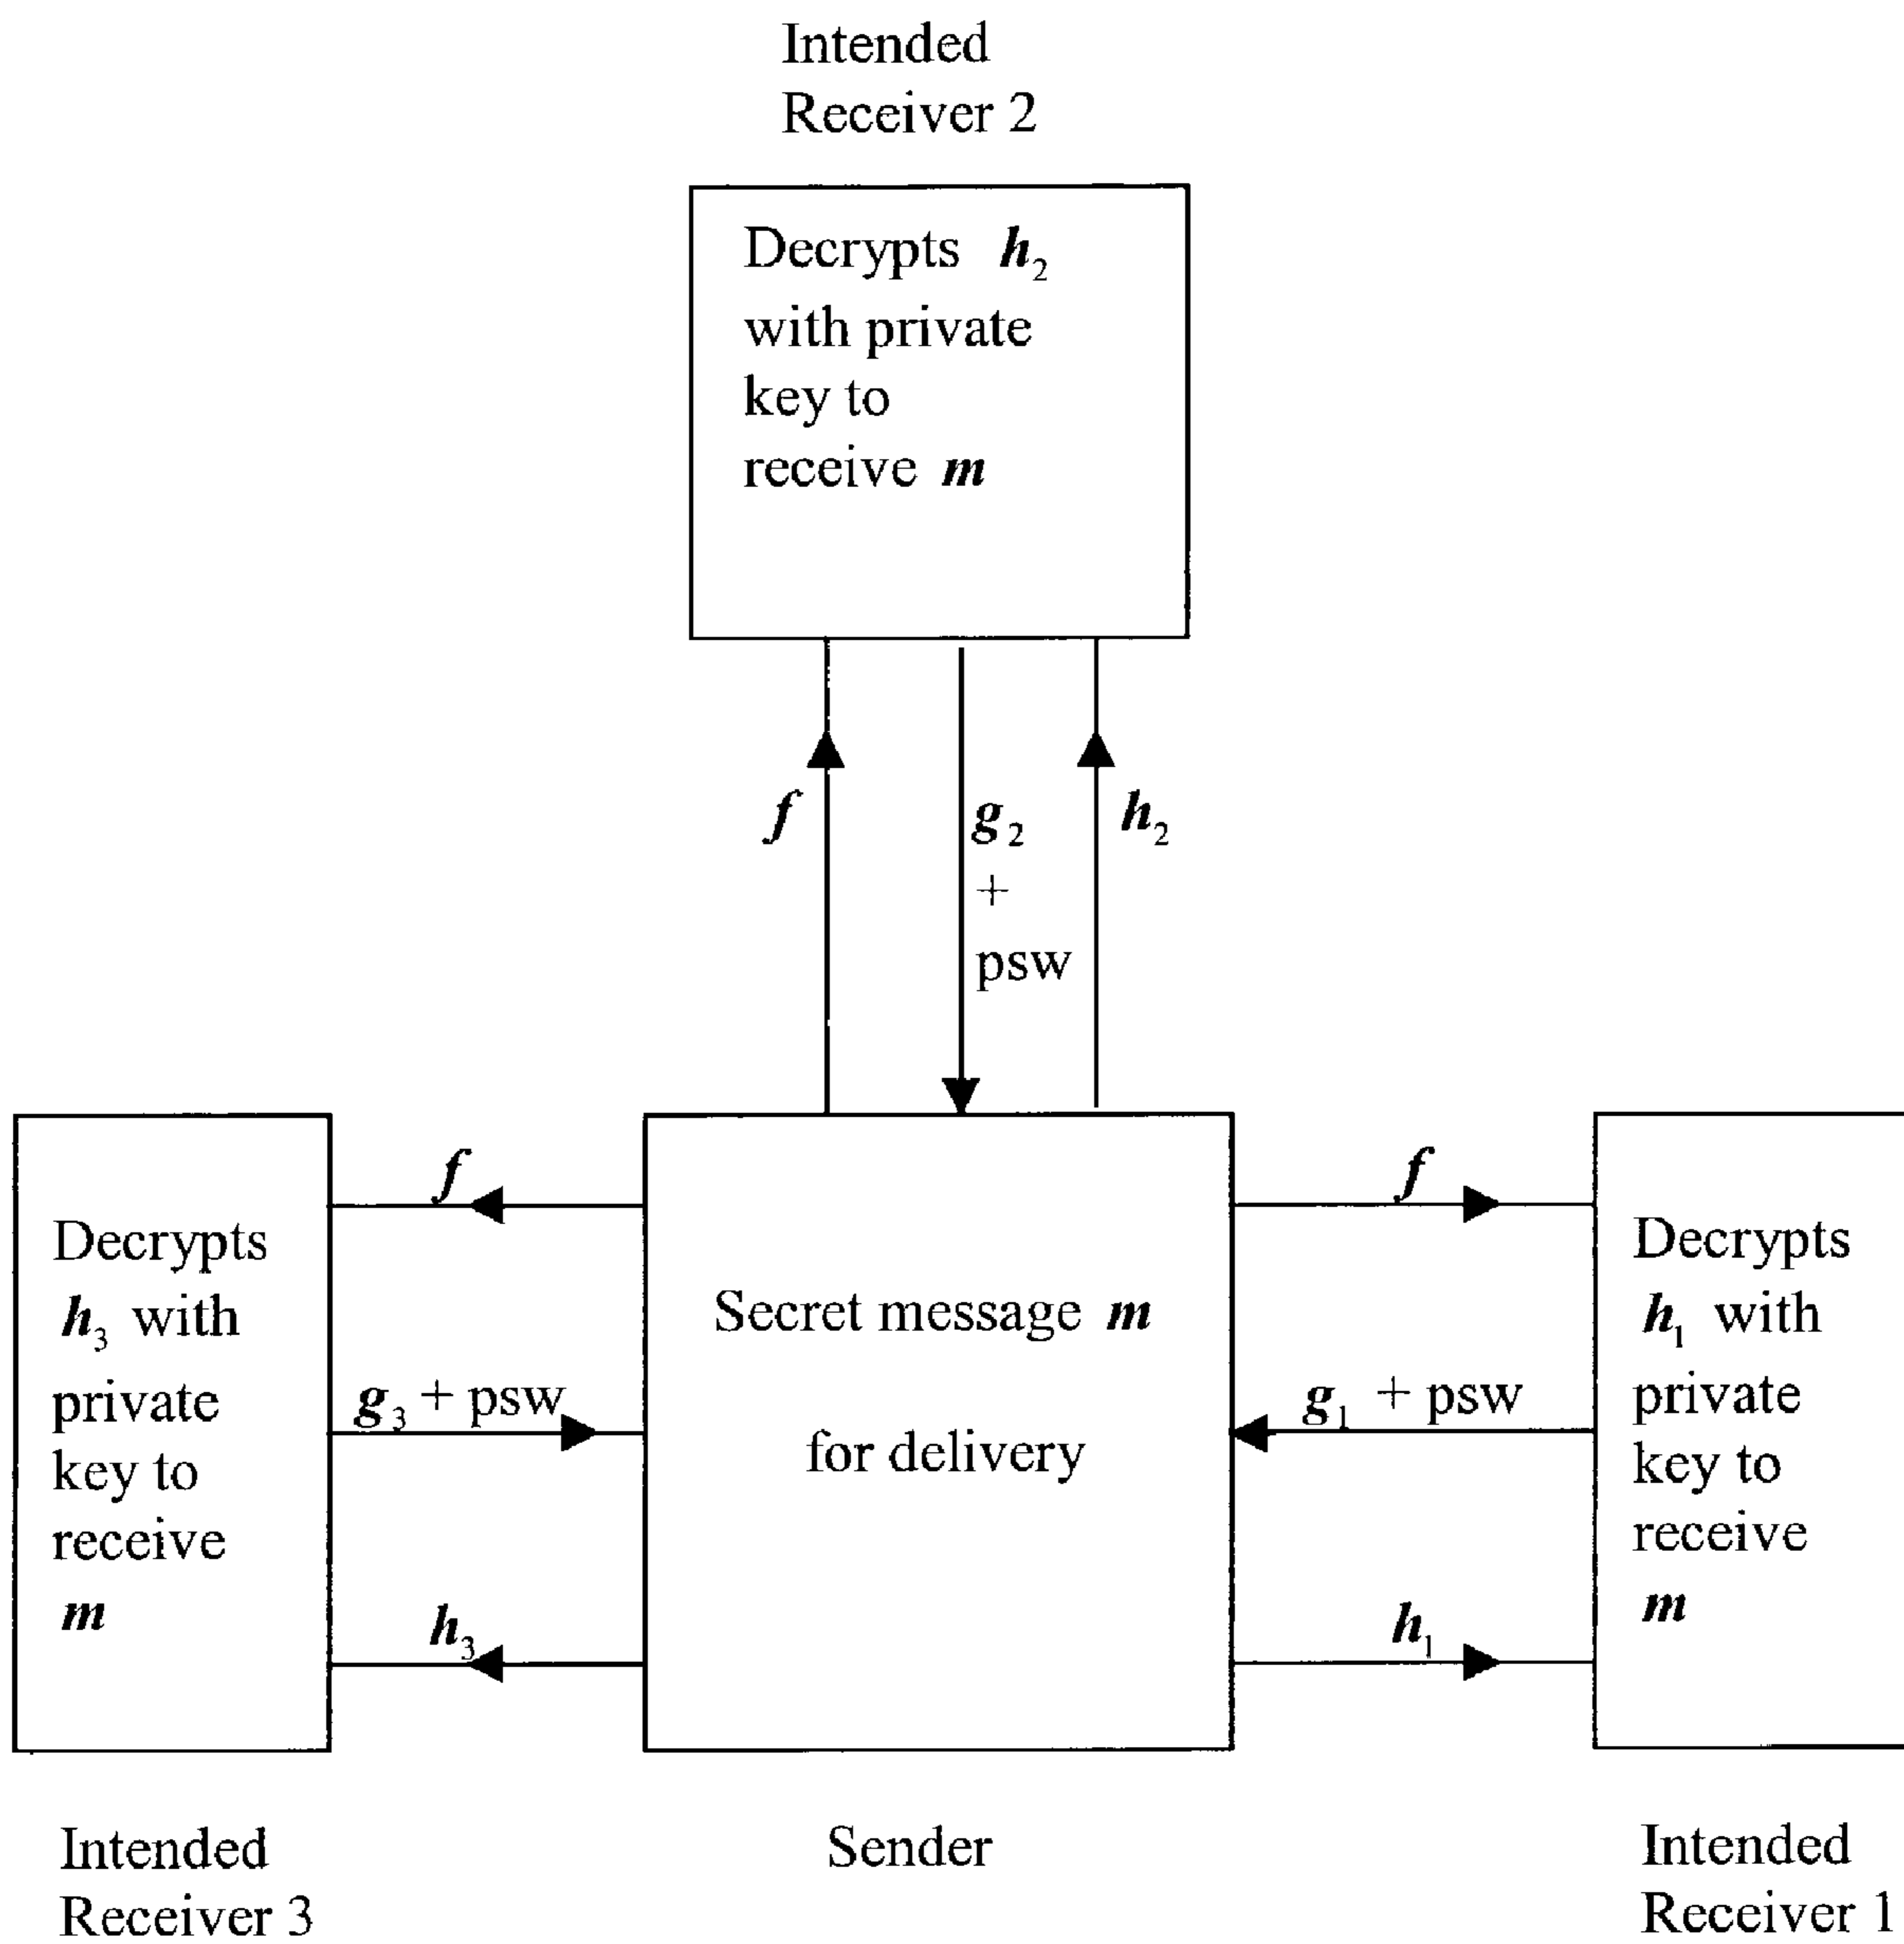 Intended
Receiver 2
Decrypts h₂
with private
key to
receive m
f
g₂
+
psw
h₂
Decrypts
h₃ with
private
key to
receive
m
f
g₃ + psw
h₃
Secret message m
for delivery
f
g₁ + psw
h₁
Decrypts
h₁ with
private
key to
receive
m
Intended
Receiver 3
Sender
Intended
Receiver 1